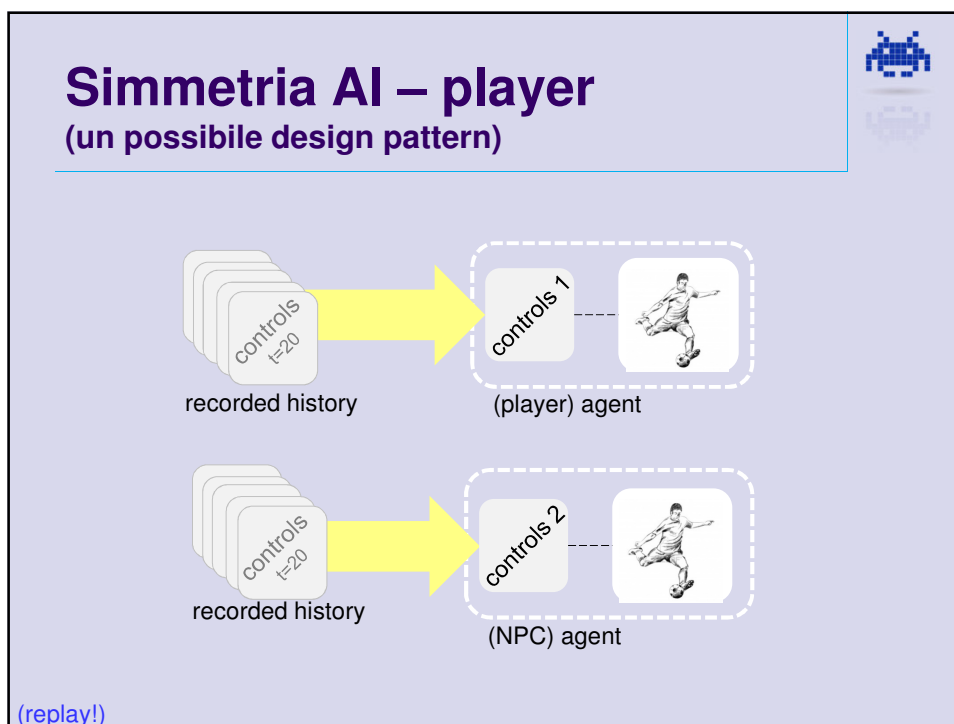 Simmetria AI – player
(un possibile design pattern)
controls
t=20
recorded history
controls 1
(player) agent
controls
t=20
recorded history
controls 2
(NPC) agent
(replay!)